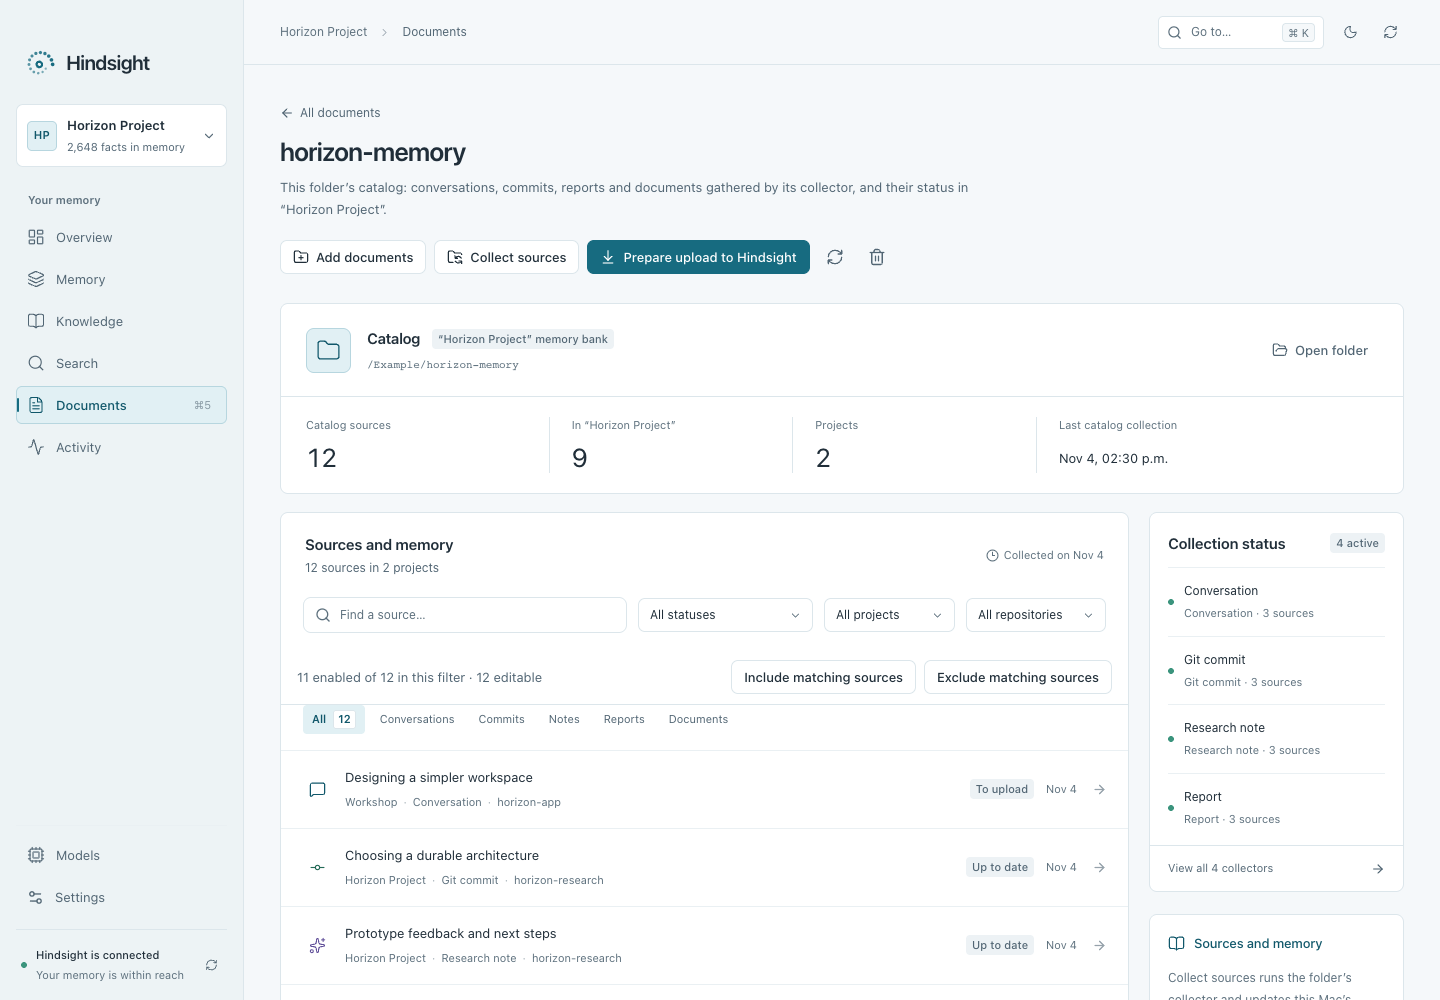 Hindsight
HP
Horizon Project
2,648 facts in memory
Your memory
Overview
Memory
Knowledge
Search
Documents ⌘5
Activity
Models
Settings
Hindsight is connected
Your memory is within reach
Horizon Project > Documents
Go to... ⌘ K
← All documents
horizon-memory
This folder’s catalog: conversations, commits, reports and documents gathered by its collector, and their status in
“Horizon Project”.
Add documents
Collect sources
Prepare upload to Hindsight
Catalog “Horizon Project” memory bank
/Example/horizon-memory
Open folder
Catalog sources
12
In “Horizon Project”
9
Projects
2
Last catalog collection
Nov 4, 02:30 p.m.
Sources and memory
12 sources in 2 projects
Collected on Nov 4
Find a source...
All statuses
All projects
All repositories
11 enabled of 12 in this filter · 12 editable
Include matching sources
Exclude matching sources
All 12 Conversations Commits Notes Reports Documents
Designing a simpler workspace
Workshop · Conversation · horizon-app
To upload Nov 4 →
Choosing a durable architecture
Horizon Project · Git commit · horizon-research
Up to date Nov 4 →
Prototype feedback and next steps
Horizon Project · Research note · horizon-research
Up to date Nov 4 →
Collection status 4 active
Conversation
Conversation · 3 sources
Git commit
Git commit · 3 sources
Research note
Research note · 3 sources
Report
Report · 3 sources
View all 4 collectors →
Sources and memory
Collect sources runs the folder’s
collector and updates this Mac’s